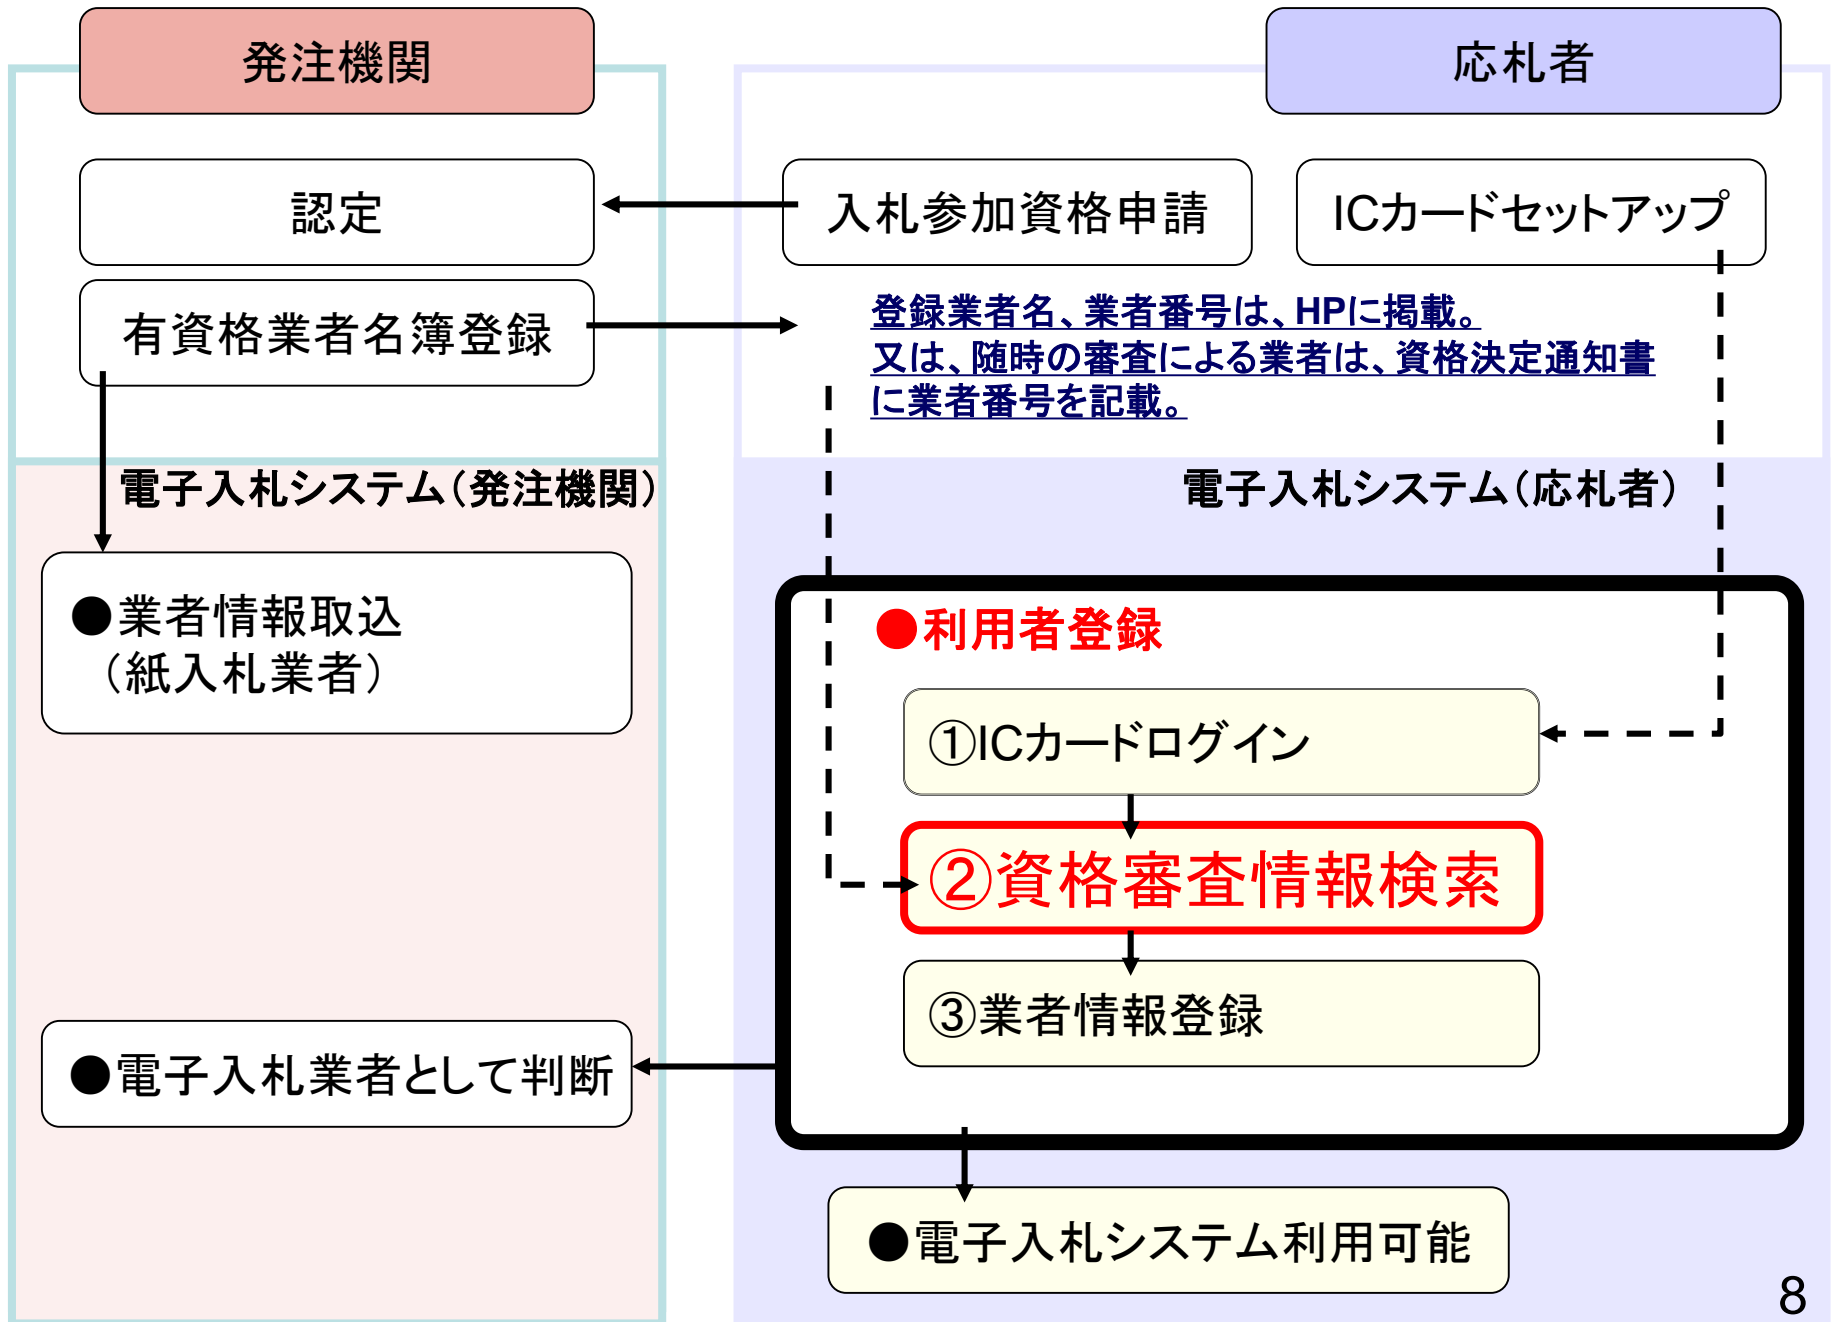 発注機関
応札者
認定
入札参加資格申請
ICカードセットアップ
有資格業者名簿登録
登録業者名、業者番号は、HPに掲載。
又は、随時の審査による業者は、資格決定通知書
に業者番号を記載。
電子入札システム（発注機関）
電子入札システム（応札者）
●業者情報取込
（紙入札業者）
●利用者登録
①ICカードログイン
②資格審査情報検索
③業者情報登録
●電子入札業者として判断
●電子入札システム利用可能
8